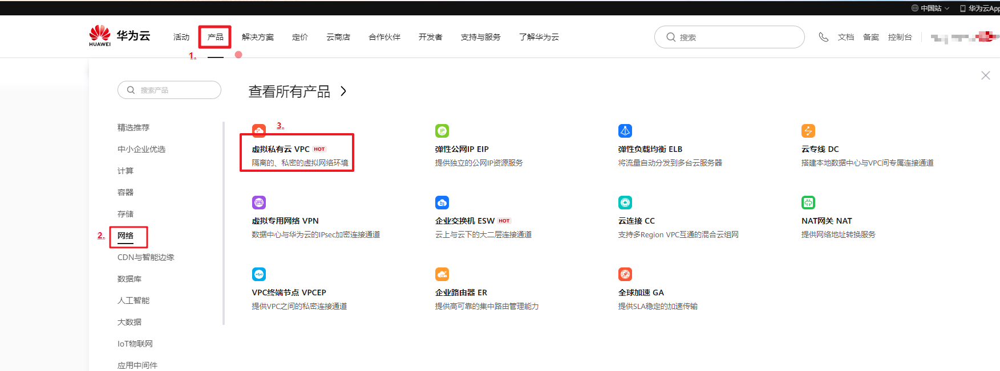 中国站
华为云App
HUAWEI
华为云
活动
产品
解决方案
定价
云商店
合作伙伴
开发者
支持与服务
了解华为云
搜索
文档
备案
控制台
1.
搜索产品
查看所有产品
精选推荐
中小企业优选
计算
容器
存储
2.
网络
CDN与智能边缘
数据库
人工智能
大数据
IoT物联网
应用中间件
3.
虚拟私有云 VPC HOT
隔离的、私密的虚拟网络环境
弹性公网IP EIP
提供独立的公网IP资源服务
弹性负载均衡 ELB
将流量自动分发到多台云服务器
云专线 DC
搭建本地数据中心与VPC间专属连接通道
虚拟专用网络 VPN
数据中心与华为云的IPsec加密连接通道
企业交换机 ESW HOT
云上与云下的大二层连接通道
云连接 CC
支持多Region VPC互通的混合云组网
NAT网关 NAT
提供网络地址转换服务
VPC终端节点 VPCEP
提供VPC之间的私密连接通道
企业路由器 ER
提供高可靠的集中路由管理能力
全球加速 GA
提供SLA稳定的加速传输